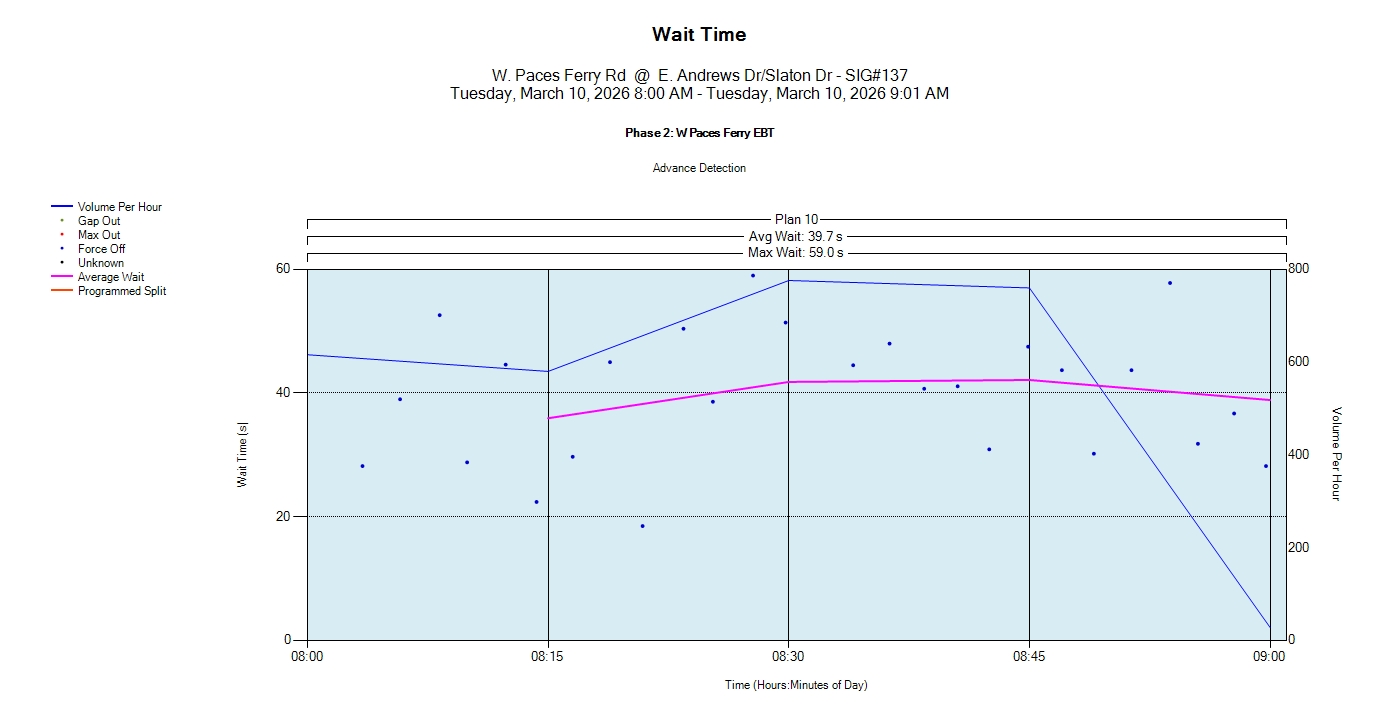 Wait Time
W. Paces Ferry Rd @ E. Andrews Dr/Slaton Dr - SIG#137
Tuesday, March 10, 2026 8:00 AM - Tuesday, March 10, 2026 9:01 AM
Phase 2: W Paces Ferry EBT
Advance Detection
Volume Per Hour
Gap Out
Max Out
Force Off
Unknown
Average Wait
Programmed Split
Plan 10
Avg Wait: 39.7 s
Max Wait: 59.0 s
60
40
20
0
Wait Time (s)
800
600
400
200
0
Volume Per Hour
08:00
08:15
08:30
08:45
09:00
Time (Hours:Minutes of Day)